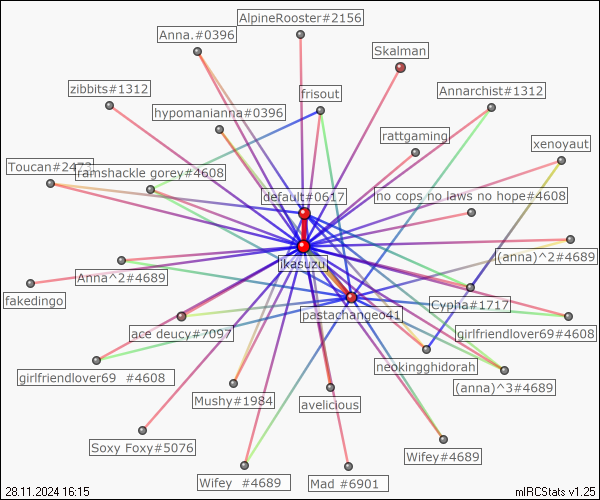 AlpineRooster#2156
Anna.#0396
Skalman
zibbits#1312
frisout
Annarchist#1312
hypomanianna#0396
rattgaming
xenoyaut
Toucan#2473
ramshackle gorey#4608
default#0617
no cops no laws no hope#4608
ikasuzu
(anna)^2#4689
Anna^2#4689
fakedingo
Cypha#1717
pastachangeo41
ace deucy#7097
girlfriendlover69#4608
neokingghidorah
girlfriendlover69 #4608
(anna)^3#4689
Mushy#1984
avelicious
Soxy Foxy#5076
Wifey#4689
Wifey #4689
Mad #6901
28.11.2024 16:15
mIRCStats v1.25